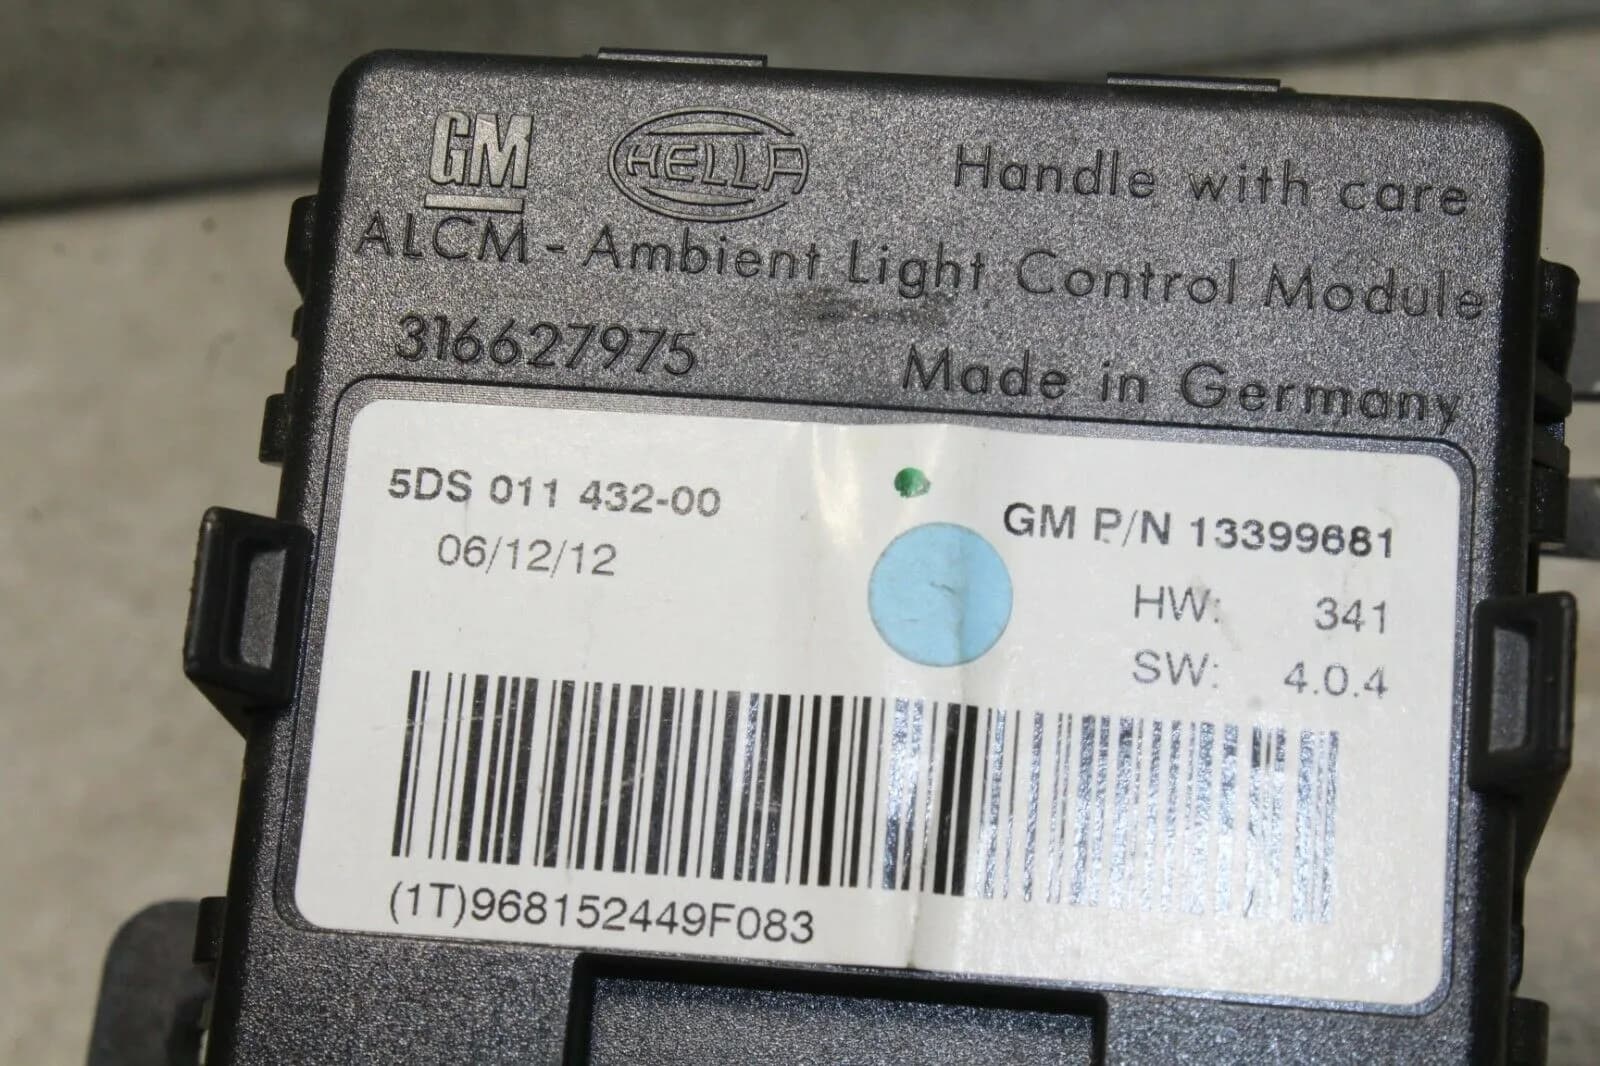 GM HELLA Handle with care
ALCM - Ambient Light Control Module
316627975 Made in Germany
5DS 011 432-00
06/12/12
GM P/N 13399681
HW: 341
SW: 4.0.4
(1T)968152449F083